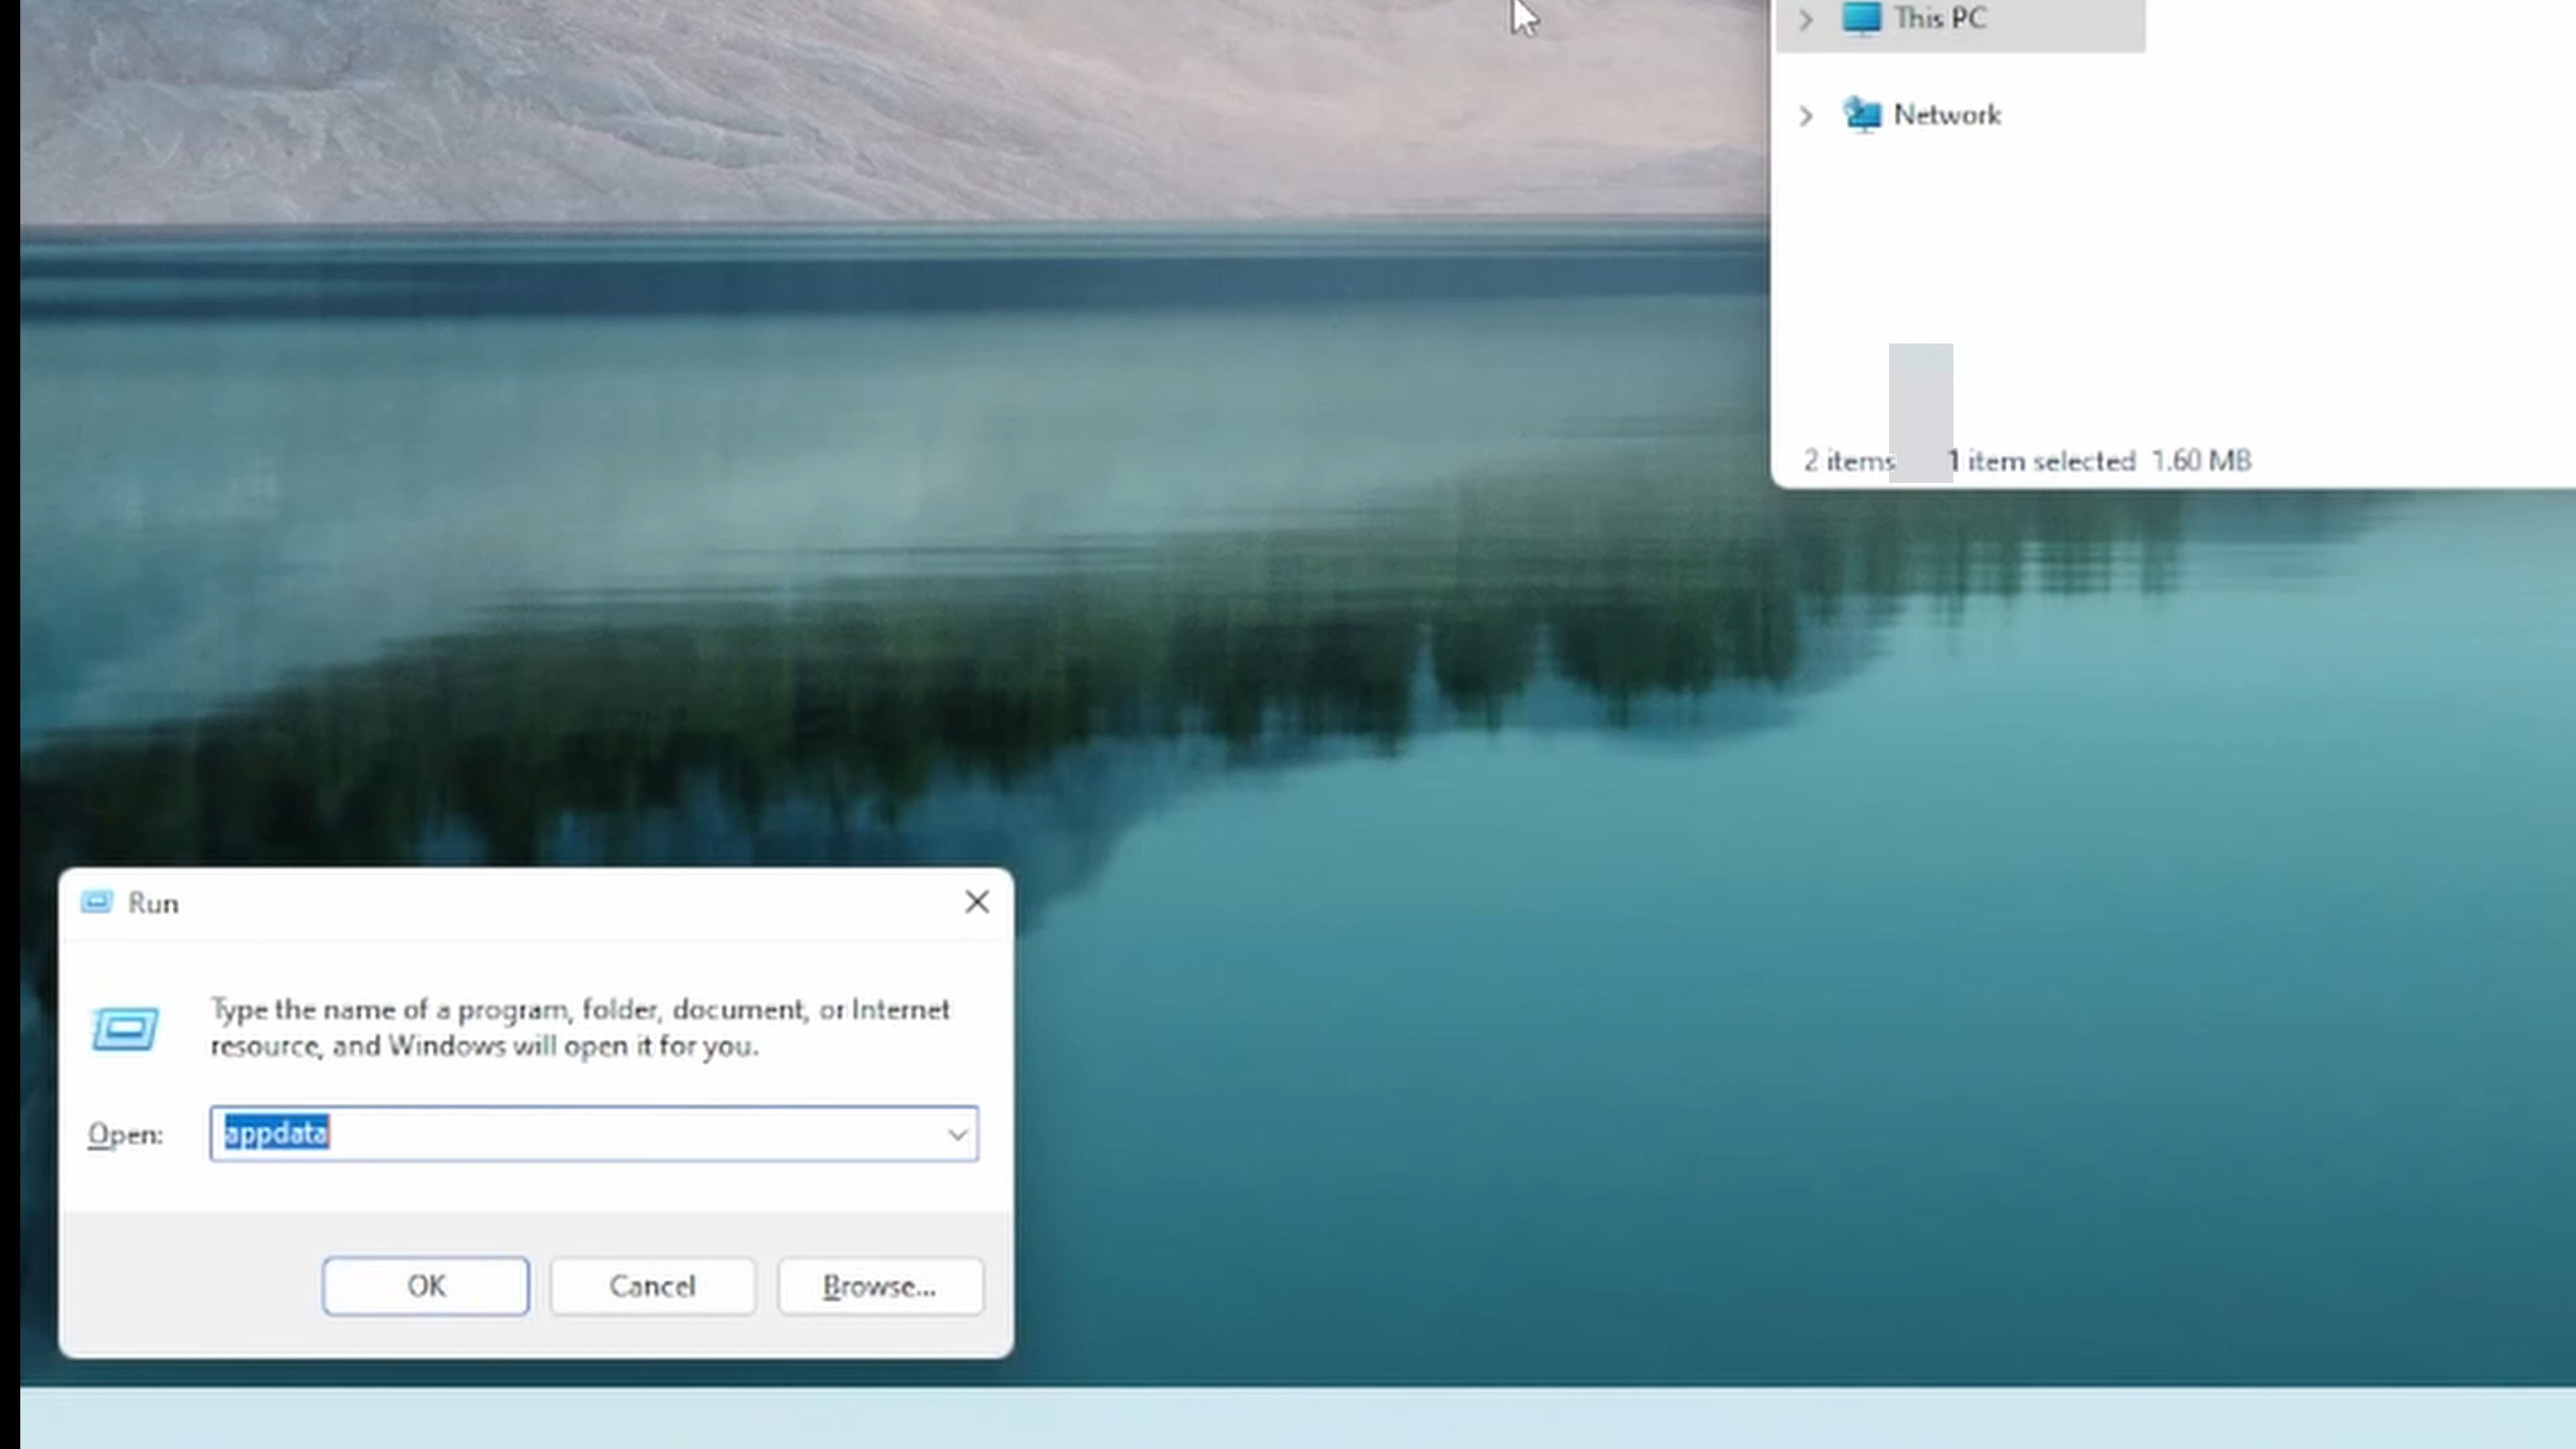 This PC
Network
2 items 1 item selected 1.60 MB
Run
Type the name of a program, folder, document, or Internet
resource, and Windows will open it for you.
Open: appdata
OK Cancel Browse...